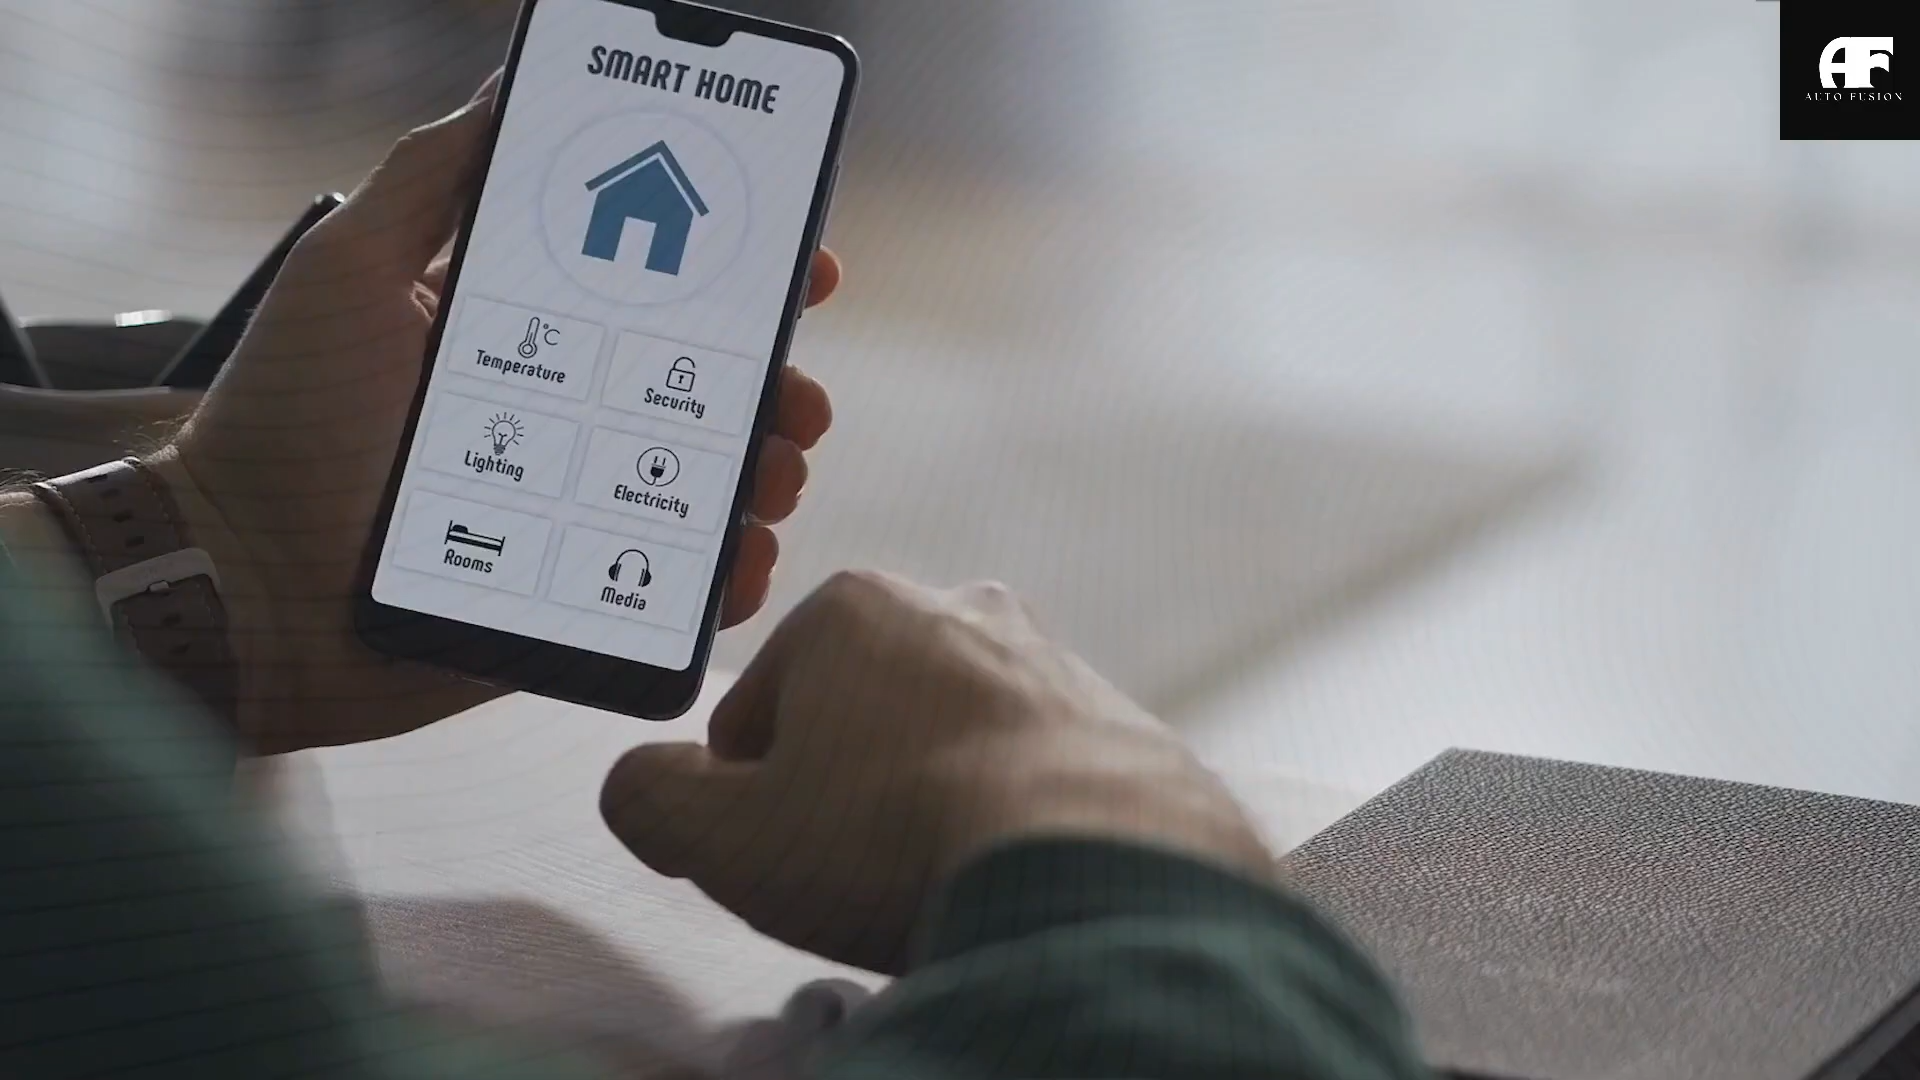 SMART HOME
°C
Temperature
Security
Lighting
Electricity
Rooms
Media
AF
AUTO FUSION